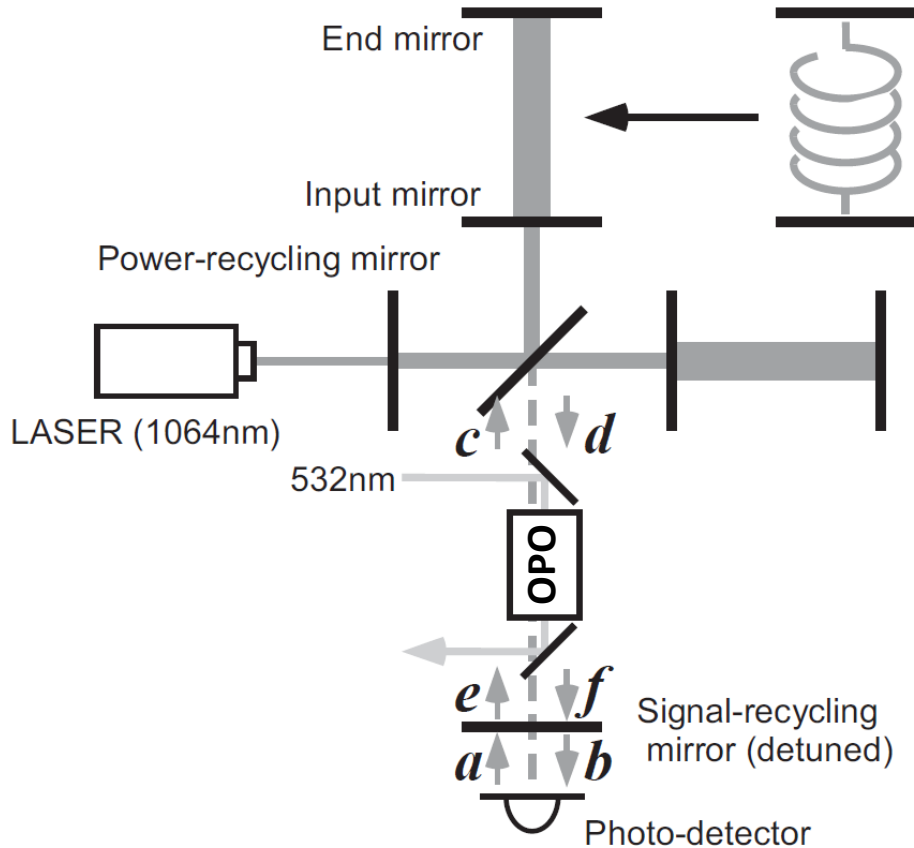 End mirror
Input mirror
Power-recycling mirror
LASER (1064nm)
c
d
532nm
OPO
e
f
Signal-recycling
mirror (detuned)
a
b
Photo-detector